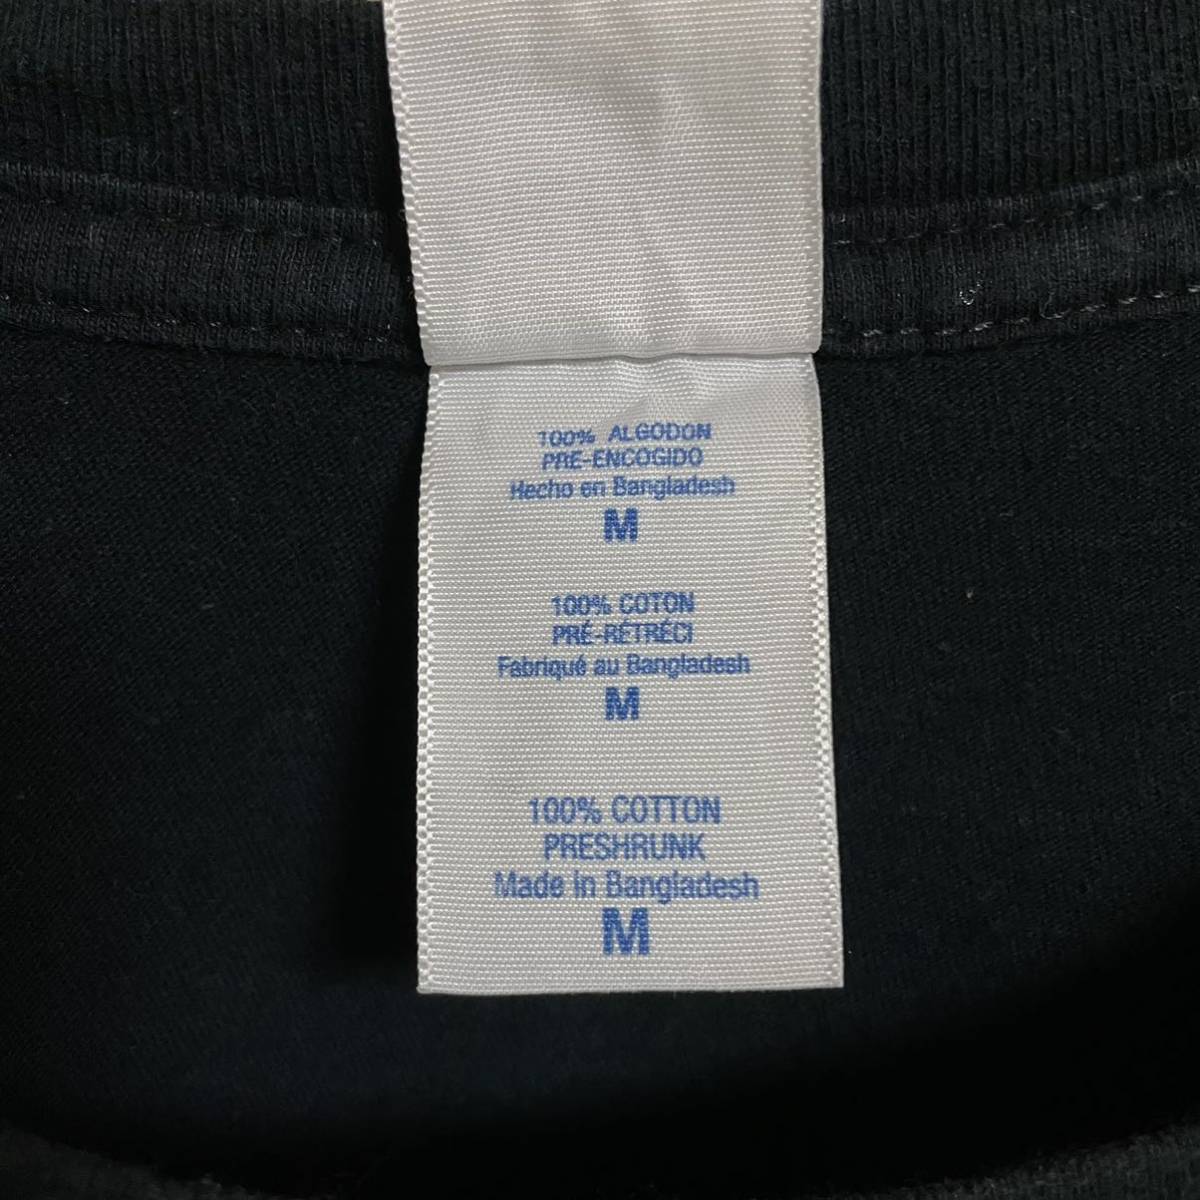 100% ALGODON
PRE-ENCOGIDO
Hecho en Bangladesh
M
100% COTON
PRÉ-RÉTRÉCI
Fabriqué au Bangladesh
M
100% COTTON
PRESHRUNK
Made in Bangladesh
M